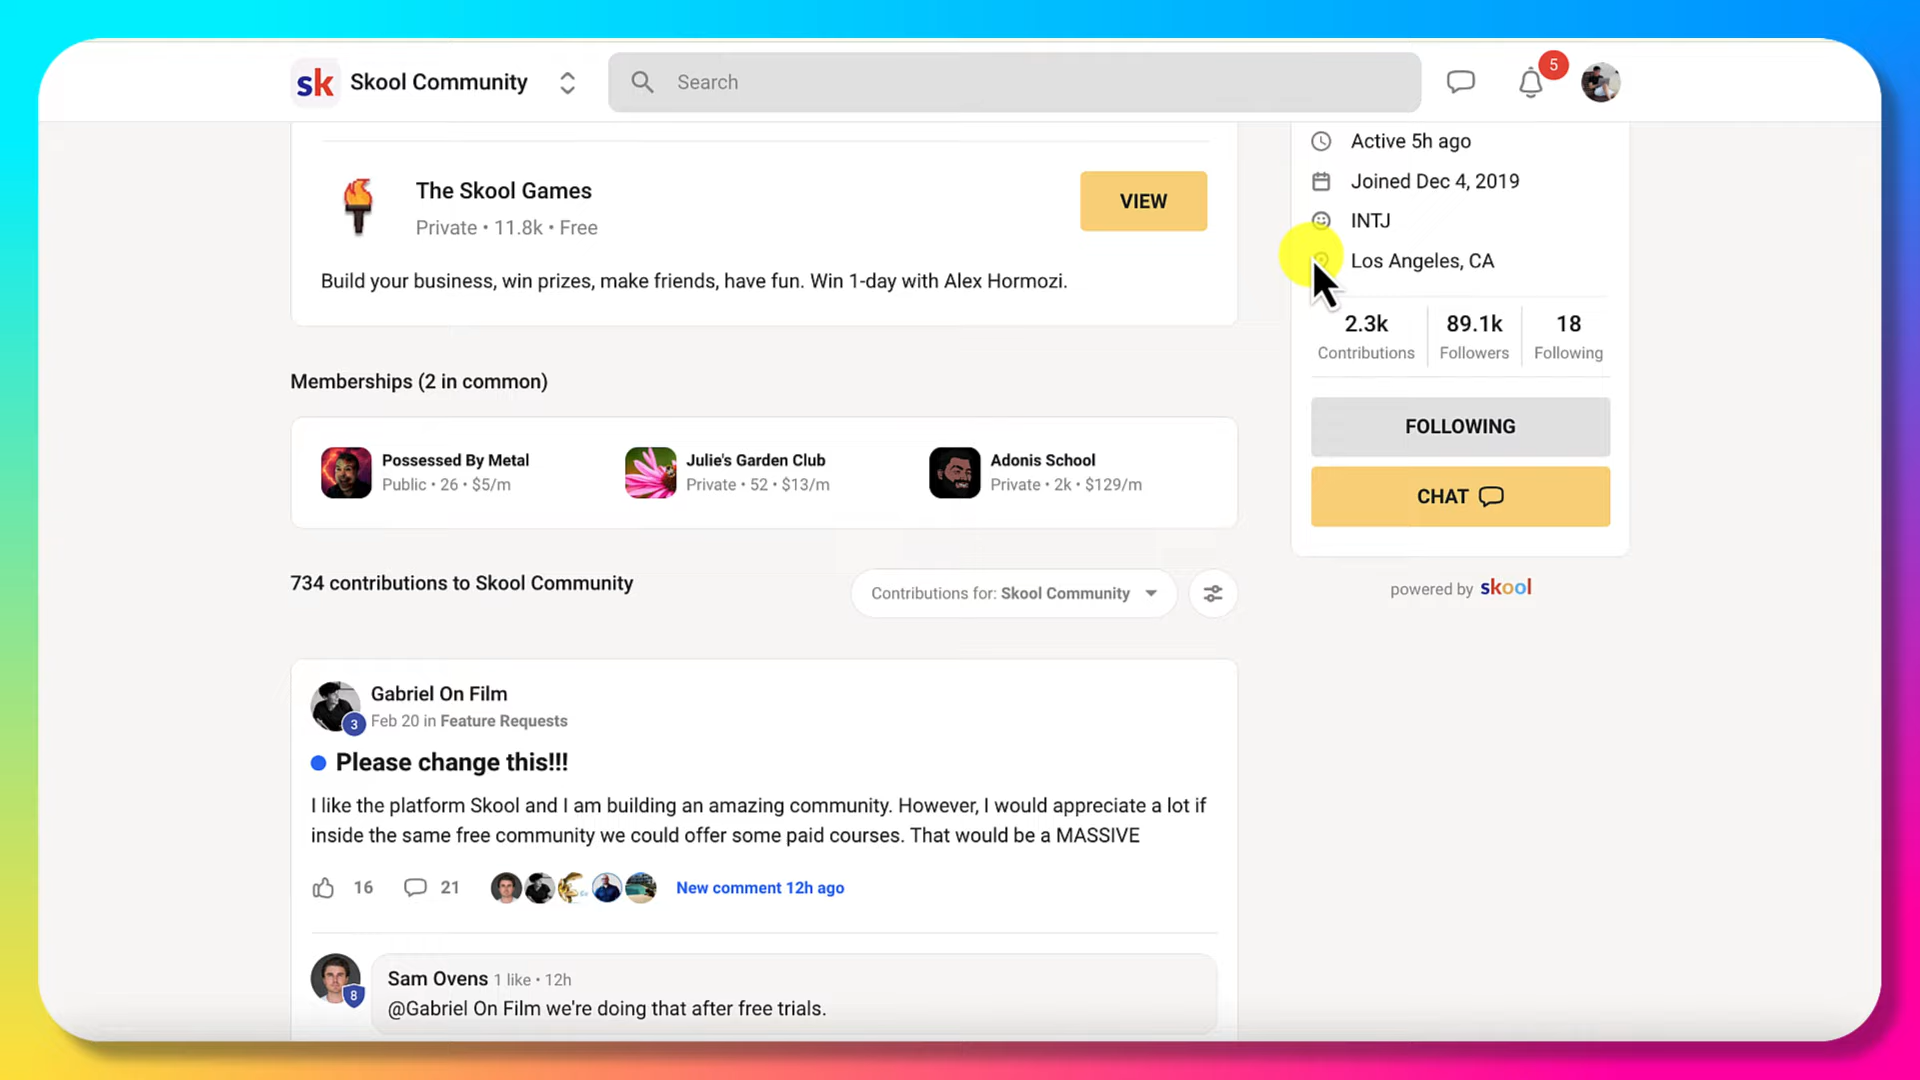 sk Skool Community
Search
5
The Skool Games
Private • 11.8k • Free
VIEW
Build your business, win prizes, make friends, have fun. Win 1-day with Alex Hormozi.
Active 5h ago
Joined Dec 4, 2019
INTJ
Los Angeles, CA
2.3k 89.1k 18
Contributions Followers Following
FOLLOWING
CHAT
powered by skool
Memberships (2 in common)
Possessed By Metal
Public • 26 • $5/m
Julie's Garden Club
Private • 52 • $13/m
Adonis School
Private • 2k • $129/m
734 contributions to Skool Community
Contributions for: Skool Community
Gabriel On Film
3
Feb 20 in Feature Requests
Please change this!!!
I like the platform Skool and I am building an amazing community. However, I would appreciate a lot if
inside the same free community we could offer some paid courses. That would be a MASSIVE
16 21 New comment 12h ago
Sam Ovens 1 like • 12h
8
@Gabriel On Film we're doing that after free trials.